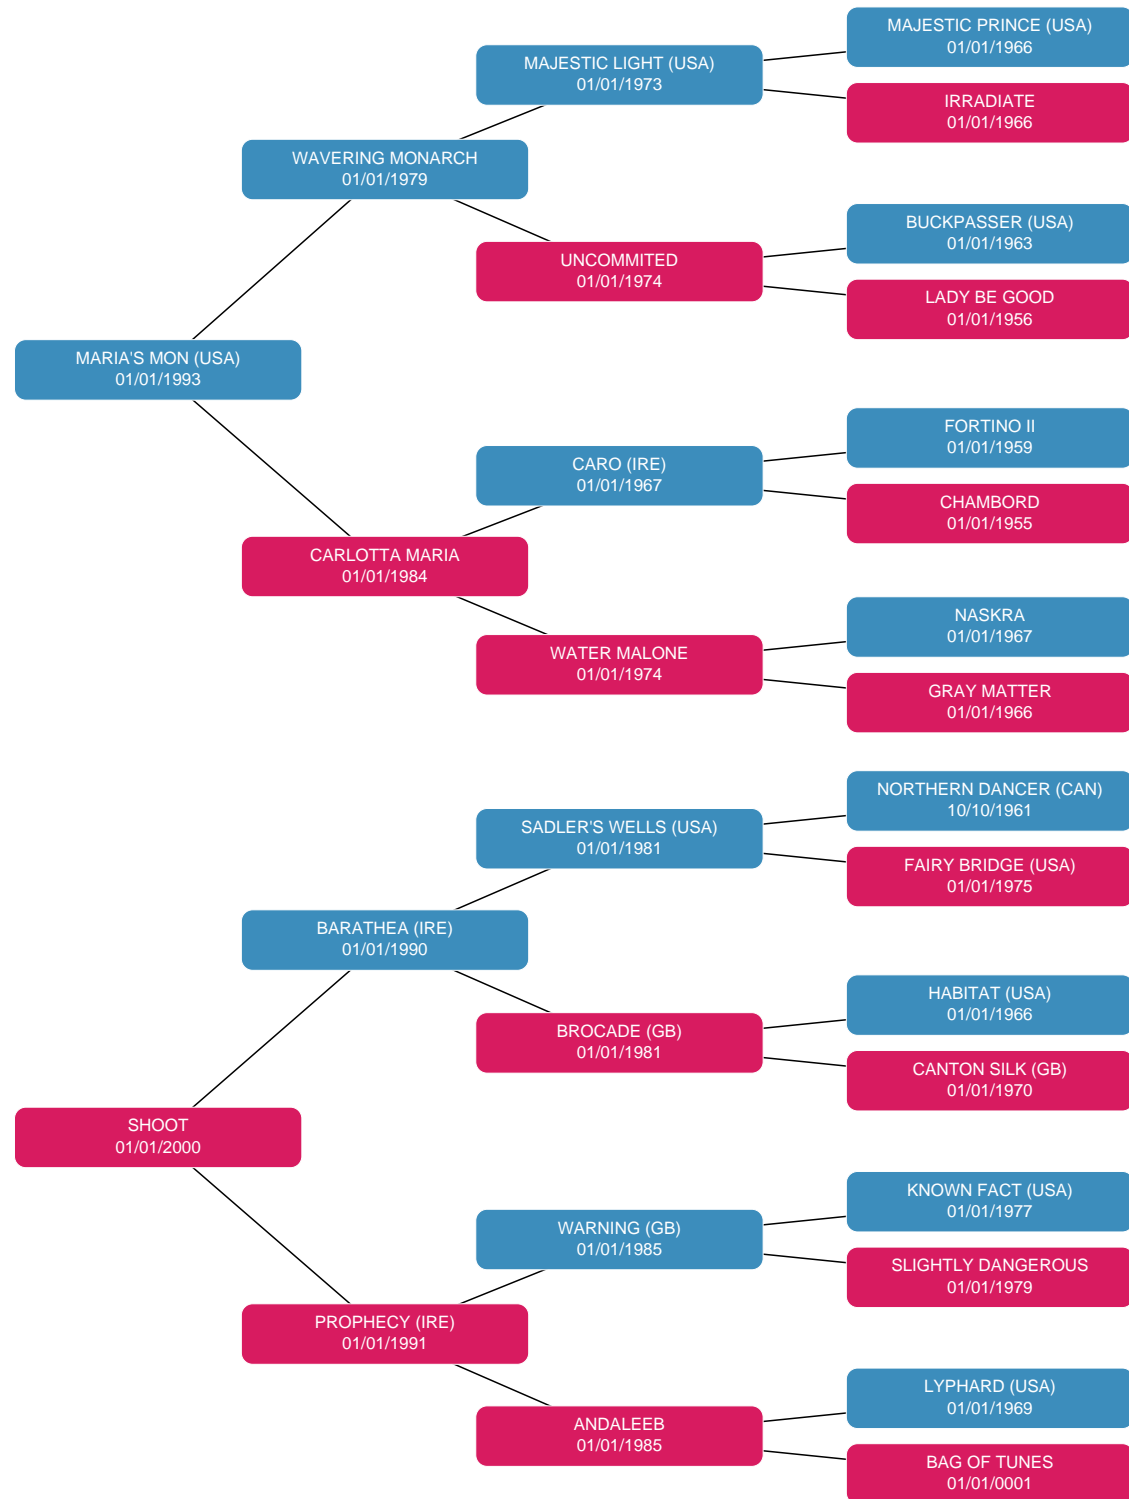 MAJESTIC PRINCE (USA)
01/01/1966
MAJESTIC LIGHT (USA)
01/01/1973
IRRADIATE
01/01/1966
WAVERING MONARCH
01/01/1979
BUCKPASSER (USA)
01/01/1963
UNCOMMITED
01/01/1974
LADY BE GOOD
01/01/1956
MARIA'S MON (USA)
01/01/1993
FORTINO II
01/01/1959
CARO (IRE)
01/01/1967
CHAMBORD
01/01/1955
CARLOTTA MARIA
01/01/1984
NASKRA
01/01/1967
WATER MALONE
01/01/1974
GRAY MATTER
01/01/1966
NORTHERN DANCER (CAN)
10/10/1961
SADLER'S WELLS (USA)
01/01/1981
FAIRY BRIDGE (USA)
01/01/1975
BARATHEA (IRE)
01/01/1990
HABITAT (USA)
01/01/1966
BROCADE (GB)
01/01/1981
CANTON SILK (GB)
01/01/1970
SHOOT
01/01/2000
KNOWN FACT (USA)
01/01/1977
WARNING (GB)
01/01/1985
SLIGHTLY DANGEROUS
01/01/1979
PROPHECY (IRE)
01/01/1991
LYPHARD (USA)
01/01/1969
ANDALEEB
01/01/1985
BAG OF TUNES
01/01/0001